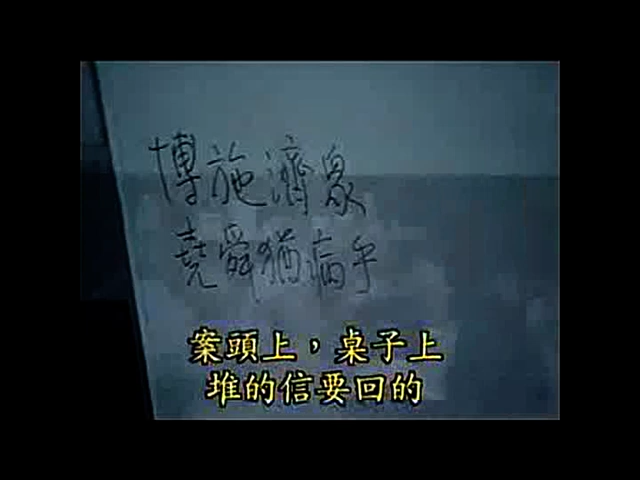 博施濟眾
堯舜猶病乎
案頭上，桌子上
堆的信要回的